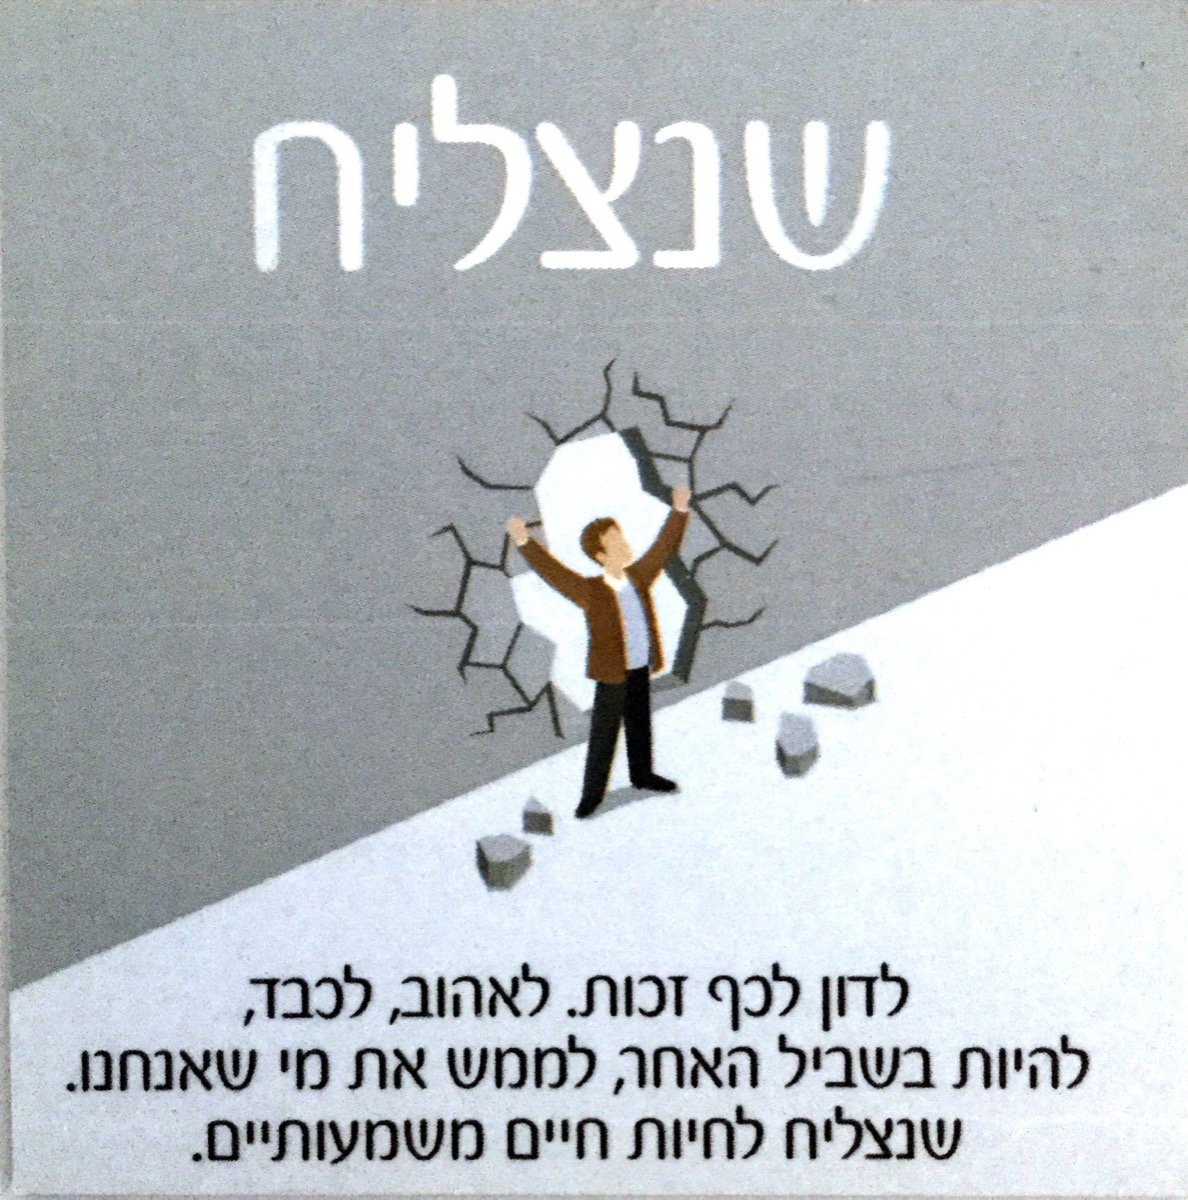 שנצליח
לדון לכף זכות. לאהוב, לכבד,
להיות בשביל האחר, לממש את מי שאנחנו.
שנצליח לחיות חיים משמעותיים.